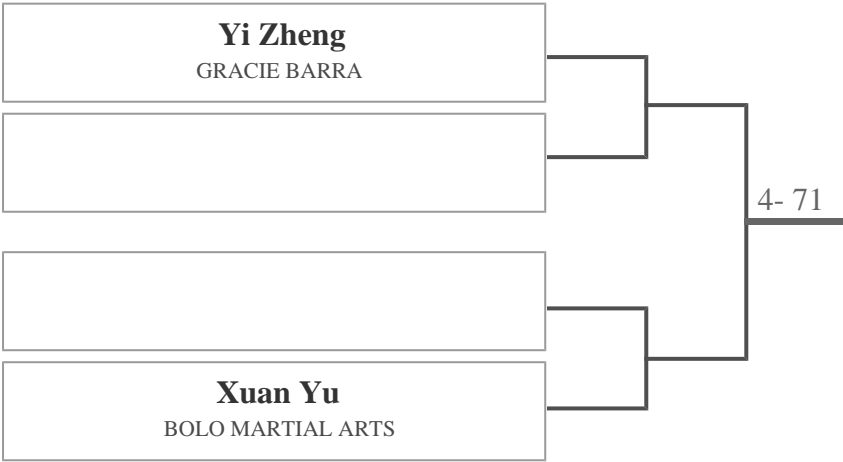 Yi Zheng
GRACIE BARRA
4- 71
Xuan Yu
BOLO MARTIAL ARTS